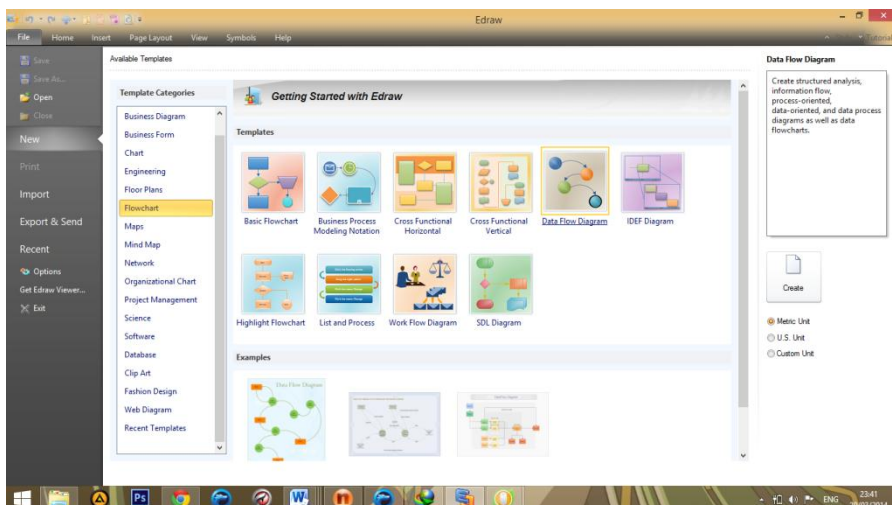 Edraw
File Home Insert Page Layout View Symbols Help
Tutorial
Save
Save As...
Open
Close
New
Print
Import
Export & Send
Recent
Options
Get Edraw Viewer...
Exit
Available Templates
Template Categories
Business Diagram
Business Form
Chart
Engineering
Floor Plans
Flowchart
Maps
Mind Map
Network
Organizational Chart
Project Management
Science
Software
Database
Clip Art
Fashion Design
Web Diagram
Recent Templates
Getting Started with Edraw
Templates
Basic Flowchart
Business Process
Modeling Notation
Cross Functional
Horizontal
Cross Functional
Vertical
Data Flow Diagram
IDEF Diagram
Highlight Flowchart
List and Process
Work Flow Diagram
SDL Diagram
Examples
Data Flow Diagram
Data Flow Diagram
Create structured analysis,
information flow,
process-oriented,
data-oriented, and data process
diagrams as well as data
flowcharts.
Create
Metric Unit
U.S. Unit
Custom Unit
Ps
W
n
ENG
23:41